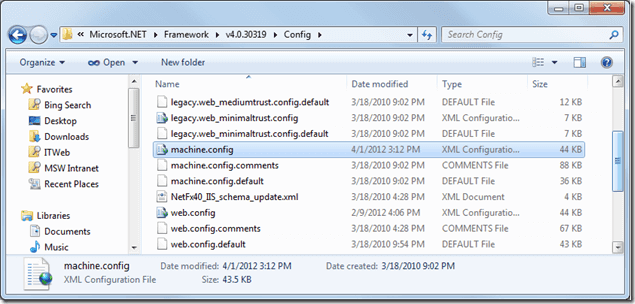 Microsoft.NET Framework v4.0.30319 Config Search Config
Organize Open New folder
Favorites
Bing Search
Desktop
Downloads
ITWeb
MSW Intranet
Recent Places
Libraries
Documents
Music
Name Date modified Type Size
legacy.web_mediumtrust.config.default 3/18/2010 9:02 PM DEFAULT File 12 KB
legacy.web_minimaltrust.config 3/18/2010 9:02 PM XML Configuratio... 7 KB
legacy.web_minimaltrust.config.default 3/18/2010 9:02 PM DEFAULT File 7 KB
machine.config 4/1/2012 3:12 PM XML Configuratio... 44 KB
machine.config.comments 3/18/2010 9:02 PM COMMENTS File 88 KB
machine.config.default 3/18/2010 9:02 PM DEFAULT File 36 KB
NetFx40_IIS_schema_update.xml 3/18/2010 4:28 PM XML Document 4 KB
web.config 2/9/2012 4:06 PM XML Configuratio... 44 KB
web.config.comments 3/18/2010 4:28 PM COMMENTS File 67 KB
web.config.default 3/18/2010 9:54 PM DEFAULT File 43 KB
machine.config Date modified: 4/1/2012 3:12 PM Date created: 3/18/2010 9:02 PM
XML Configuration File Size: 43.5 KB